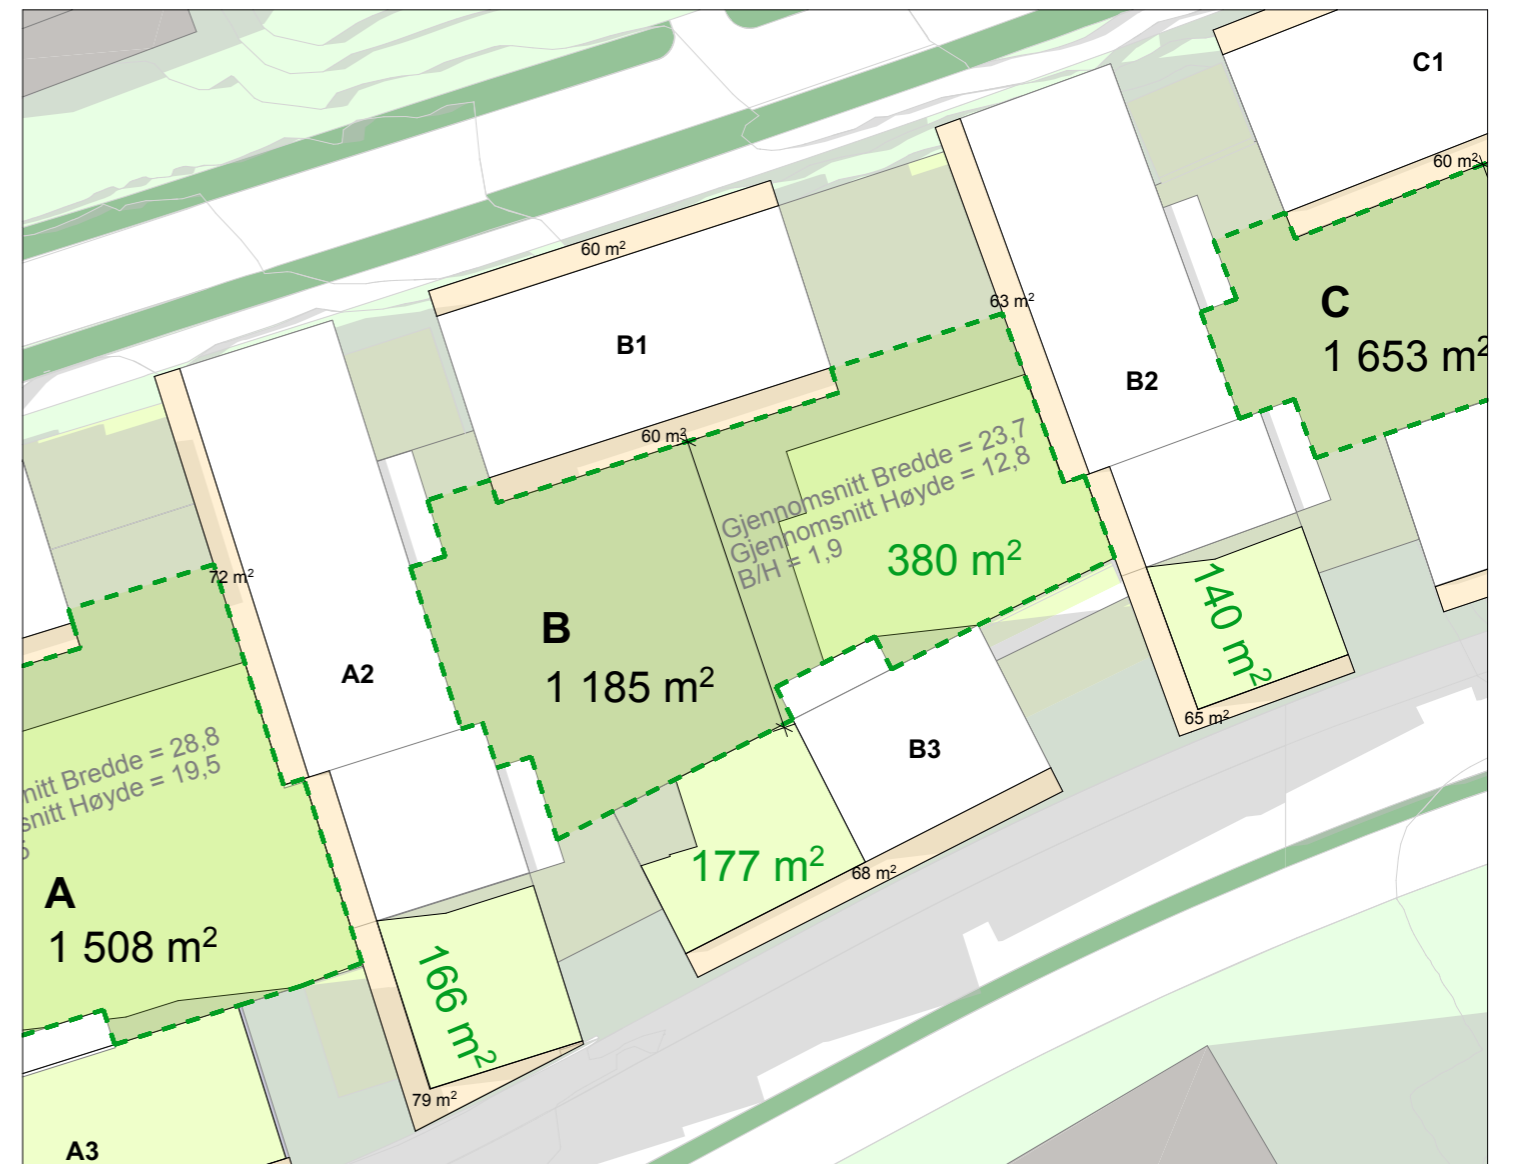 C1
60 m²
60 m²
63 m²
C
1 653 m²
B1
B2
60 m²
Gjennomsnitt Bredde = 23,7
Gjennomsnitt Høyde = 12,8
B/H = 1,9
380 m²
72 m²
140 m²
B
1 185 m²
A2
65 m²
B3
nitt Bredde = 28,8
snitt Høyde = 19,5
177 m²
68 m²
A
1 508 m²
166 m²
79 m²
A3